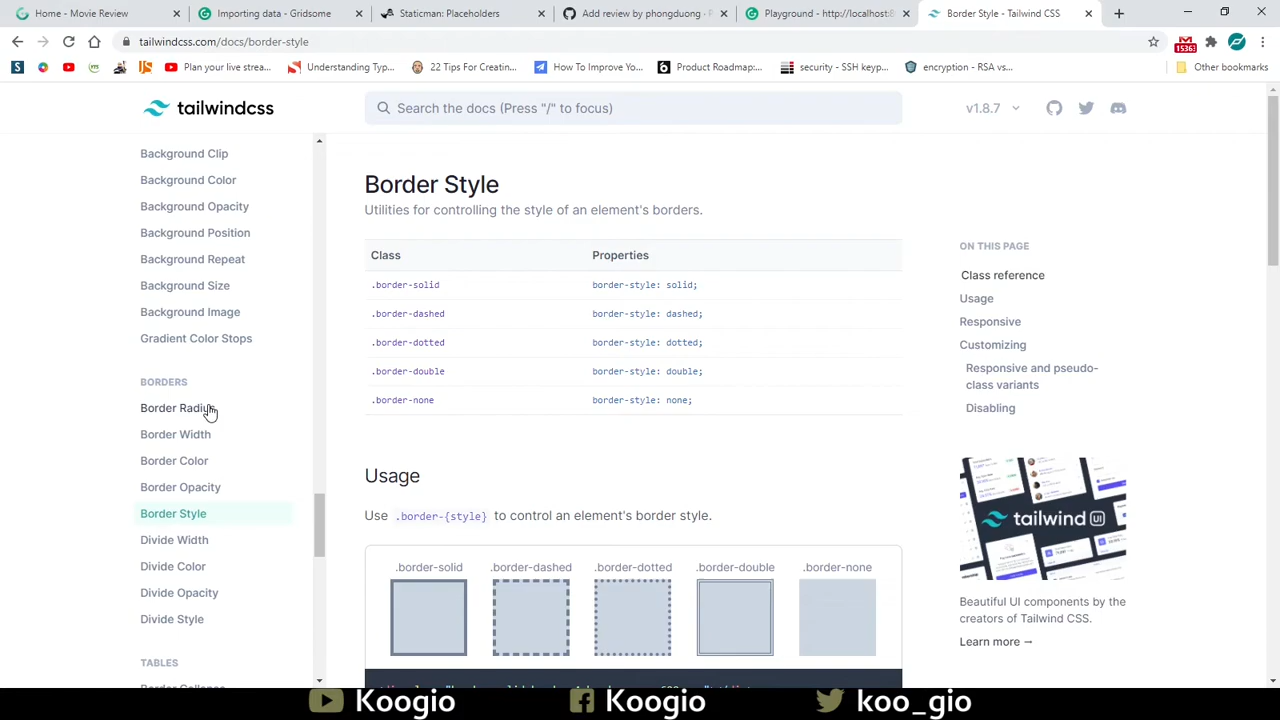 Home - Movie Review
Importing data - Gridsome
Staticman: Placeholders
Add review by phongduong · P
Playground - http://localhost:8
Border Style - Tailwind CSS
tailwindcss.com/docs/border-style
15363
Plan your live strea...
Understanding Typ...
22 Tips For Creatin...
How To Improve Yo...
Product Roadmap:...
security - SSH keyp...
encryption - RSA vs...
Other bookmarks
tailwindcss
Search the docs (Press "/" to focus)
v1.8.7
Background Clip
Background Color
Background Opacity
Background Position
Background Repeat
Background Size
Background Image
Gradient Color Stops
BORDERS
Border Radius
Border Width
Border Color
Border Opacity
Border Style
Divide Width
Divide Color
Divide Opacity
Divide Style
TABLES
Border Collapse
Border Style
Utilities for controlling the style of an element's borders.
Class Properties
.border-solid border-style: solid;
.border-dashed border-style: dashed;
.border-dotted border-style: dotted;
.border-double border-style: double;
.border-none border-style: none;
Usage
Use .border-{style} to control an element's border style.
.border-solid .border-dashed .border-dotted .border-double .border-none
ON THIS PAGE
Class reference
Usage
Responsive
Customizing
Responsive and pseudo-
class variants
Disabling
tailwind UI
Beautiful UI components by the
creators of Tailwind CSS.
Learn more →
Koogio
Koogio
koo_gio